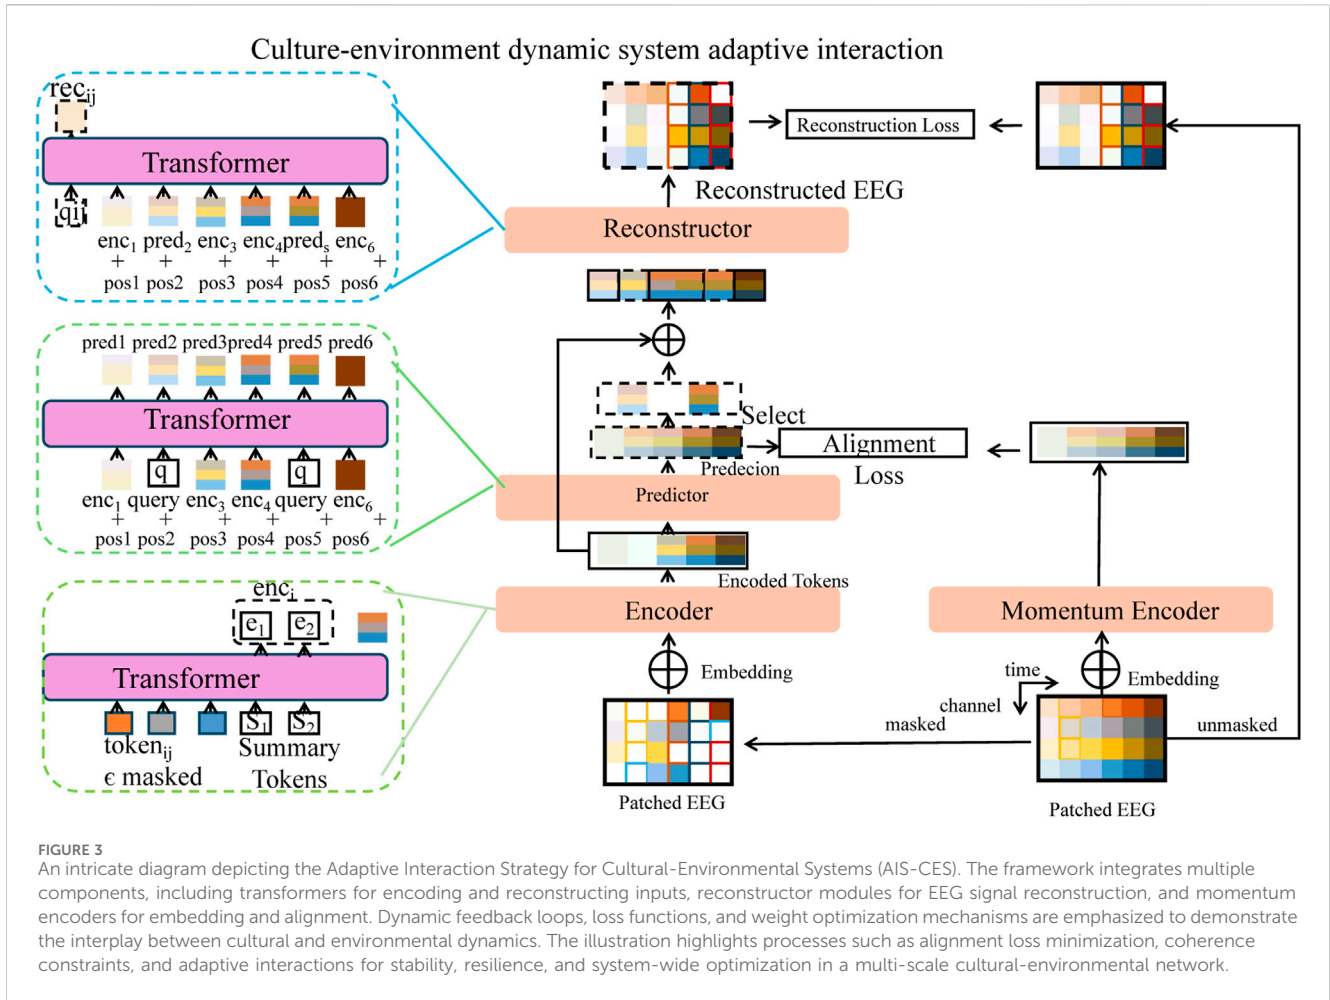 Culture-environment dynamic system adaptive interaction
rec_ij
Transformer
qi
enc1 pred2 enc3 enc4 preds enc6
+ + + + + +
pos1 pos2 pos3 pos4 pos5 pos6
Reconstruction Loss
Reconstructed EEG
Reconstructor
pred1 pred2 pred3 pred4 pred5 pred6
Transformer
q q
enc1 query enc3 enc4 query enc6
+ + + + + +
pos1 pos2 pos3 pos4 pos5 pos6
Select
Predecion
Alignment
Loss
Predictor
Encoded Tokens
enc_i
e1 e2
Transformer
S1 S2
token_ij Summary
ϵ masked Tokens
Encoder
Momentum Encoder
Embedding
time
Embedding
channel
masked
unmasked
Patched EEG
Patched EEG
FIGURE 3
An intricate diagram depicting the Adaptive Interaction Strategy for Cultural-Environmental Systems (AIS-CES). The framework integrates multiple
components, including transformers for encoding and reconstructing inputs, reconstructor modules for EEG signal reconstruction, and momentum
encoders for embedding and alignment. Dynamic feedback loops, loss functions, and weight optimization mechanisms are emphasized to demonstrate
the interplay between cultural and environmental dynamics. The illustration highlights processes such as alignment loss minimization, coherence
constraints, and adaptive interactions for stability, resilience, and system-wide optimization in a multi-scale cultural-environmental network.